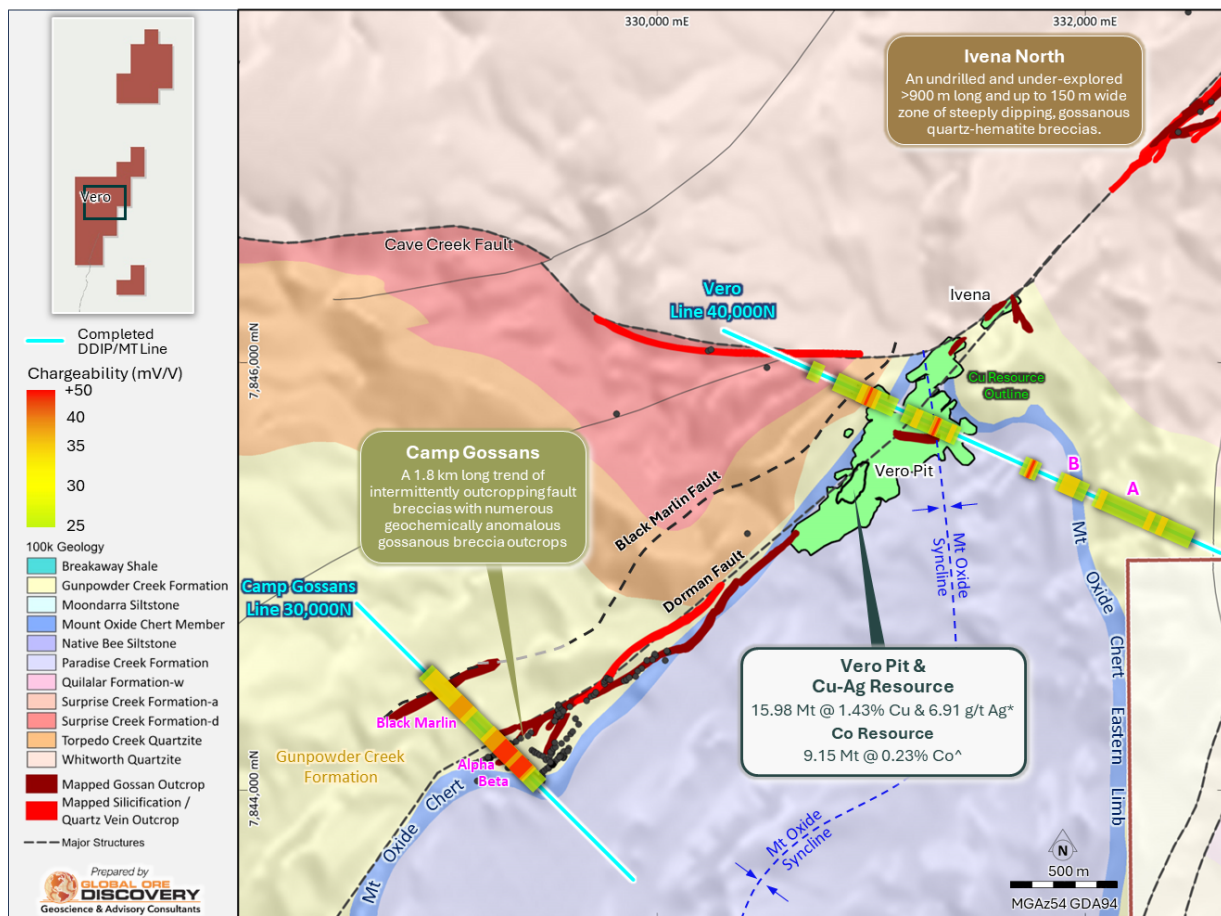 Vero
Completed
DDIP/MT Line
Chargeability (mV/V)
+50
40
35
30
25
100k Geology
Breakaway Shale
Gunpowder Creek Formation
Moondarra Siltstone
Mount Oxide Chert Member
Native Bee Siltstone
Paradise Creek Formation
Quilalar Formation-w
Surprise Creek Formation-a
Surprise Creek Formation-d
Torpedo Creek Quartzite
Whitworth Quartzite
Mapped Gossan Outcrop
Mapped Silicification /
Quartz Vein Outcrop
Major Structures
Prepared by
GLOBAL ORE
DISCOVERY
Geoscience & Advisory Consultants
330,000 mE
332,000 mE
7,846,000 mN
7,844,000 mN
Ivena North
An undrilled and under-explored
>900 m long and up to 150 m wide
zone of steeply dipping, gossanous
quartz-hematite breccias.
Cave Creek Fault
Vero
Line 40,000N
Ivena
Cu Resource
Outline
Camp Gossans
A 1.8 km long trend of
intermittently outcropping fault
breccias with numerous
geochemically anomalous
gossanous breccia outcrops
Black Marlin Fault
Vero Pit
B
A
Dorman Fault
Mt Oxide
Syncline
Camp Gossans
Line 30,000N
Mt Oxide Chert Eastern Limb
Vero Pit &
Cu-Ag Resource
15.98 Mt @ 1.43% Cu & 6.91 g/t Ag*
Co Resource
9.15 Mt @ 0.23% Co^
Black Marlin
Gunpowder Creek
Formation
Alpha
Beta
Mt Oxide Chert
Mt Oxide
Syncline
N
500 m
MGAz54 GDA94